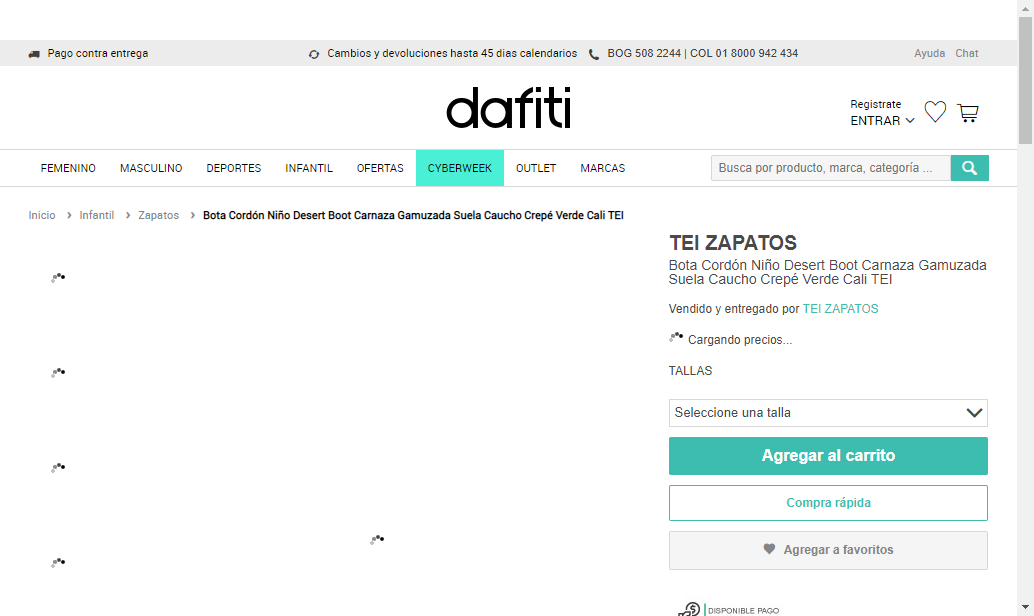 Pago contra entrega
Cambios y devoluciones hasta 45 dias calendarios
BOG 508 2244 | COL 01 8000 942 434
Ayuda
Chat
dafiti
Registrate
ENTRAR
FEMENINO
MASCULINO
DEPORTES
INFANTIL
OFERTAS
CYBERWEEK
OUTLET
MARCAS
Busca por producto, marca, categoría ...
Inicio > Infantil > Zapatos > Bota Cordón Niño Desert Boot Carnaza Gamuzada Suela Caucho Crepé Verde Cali TEI
TEI ZAPATOS
Bota Cordón Niño Desert Boot Carnaza Gamuzada
Suela Caucho Crepé Verde Cali TEI
Vendido y entregado por TEI ZAPATOS
Cargando precios...
TALLAS
Seleccione una talla
Agregar al carrito
Compra rápida
Agregar a favoritos
DISPONIBLE PAGO